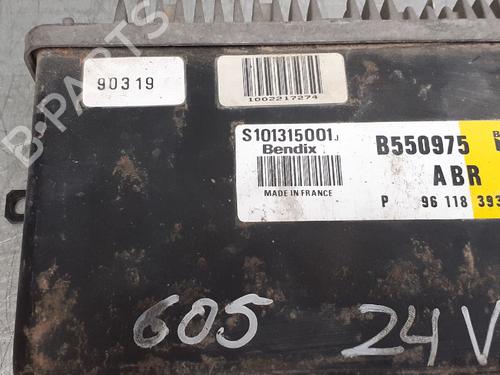 90319
1002217274
S101315001J
Bendix
MADE IN FRANCE
B550975
ABR
P 96 118 393
605
24V
B-PARTS